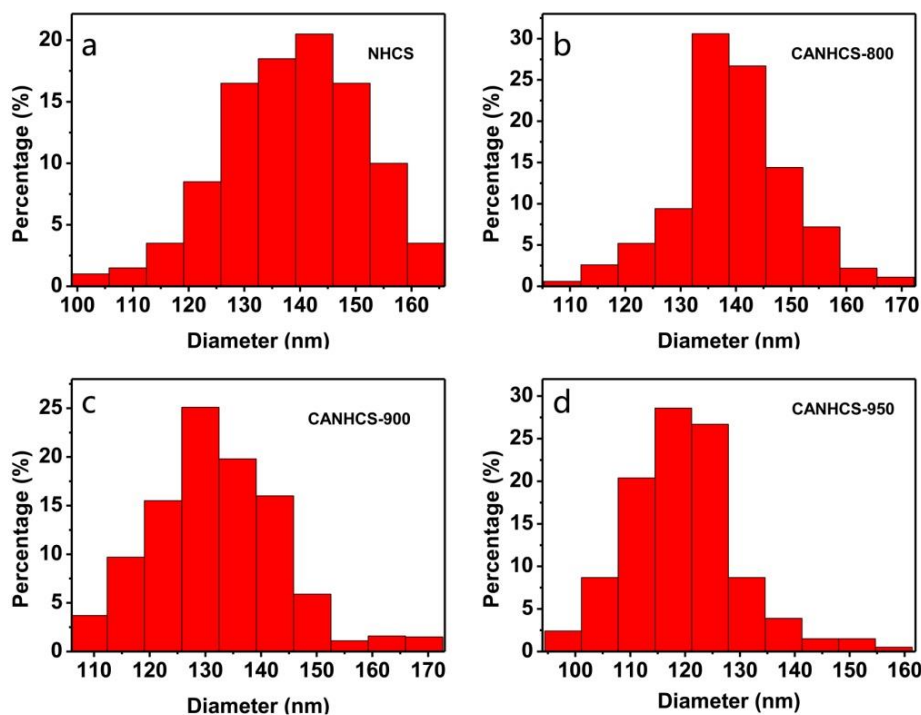 a
NHCS
Percentage (%)
20
15
10
5
0
100 110 120 130 140 150 160
Diameter (nm)
b
CANHCS-800
Percentage (%)
30
25
20
15
10
5
0
110 120 130 140 150 160 170
Diameter (nm)
c
CANHCS-900
Percentage (%)
25
20
15
10
5
0
110 120 130 140 150 160 170
Diameter (nm)
d
CANHCS-950
Percentage (%)
30
25
20
15
10
5
0
100 110 120 130 140 150 160
Diameter (nm)